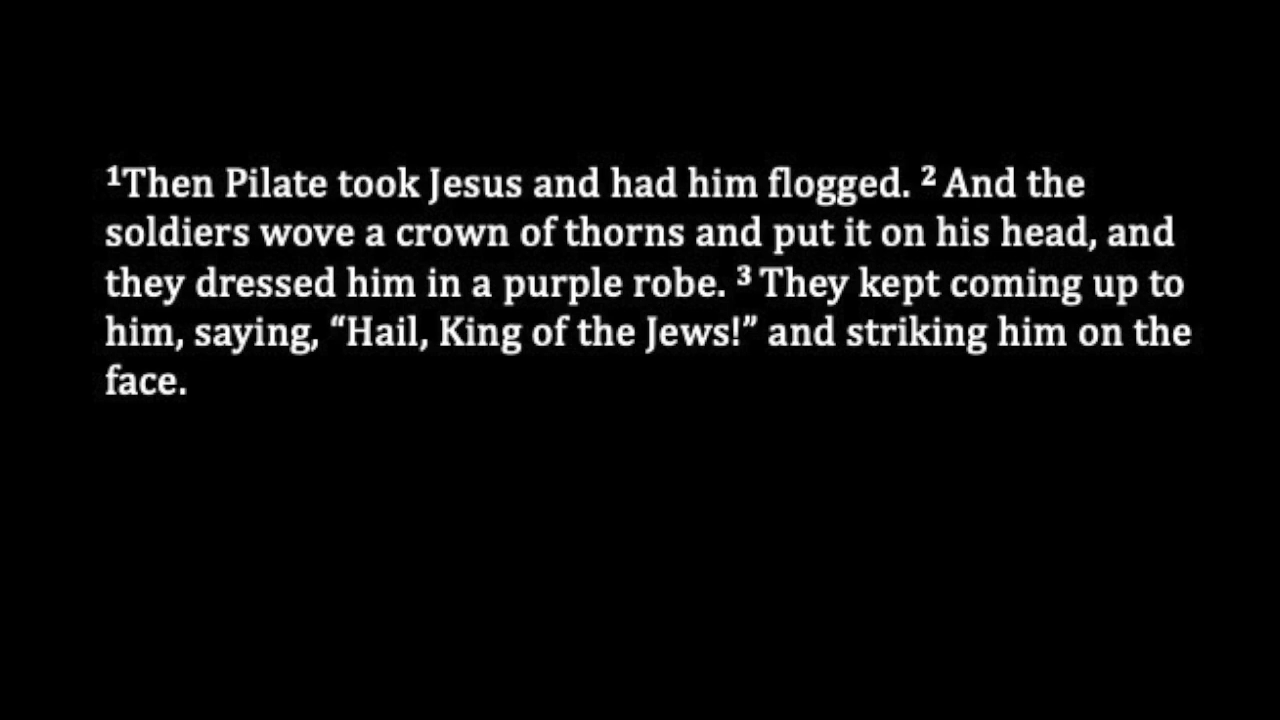 ¹Then Pilate took Jesus and had him flogged. ² And the
soldiers wove a crown of thorns and put it on his head, and
they dressed him in a purple robe. ³ They kept coming up to
him, saying, “Hail, King of the Jews!” and striking him on the
face.